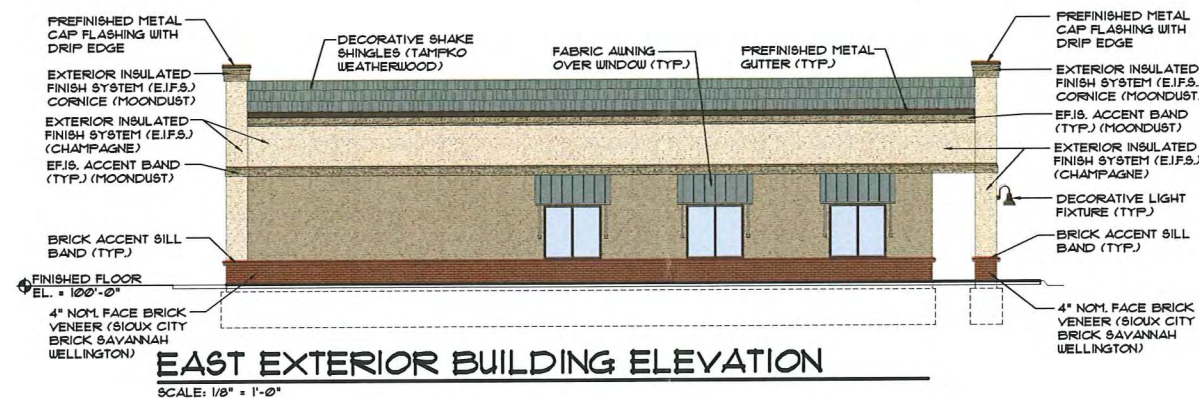 PREFINISHED METAL
CAP FLASHING WITH
DRIP EDGE
EXTERIOR INSULATED
FINISH SYSTEM (E.I.F.S.)
CORNICE (MOONDUST)
EXTERIOR INSULATED
FINISH SYSTEM (E.I.F.S.)
(CHAMPAGNE)
EF.IS. ACCENT BAND
(TYP.) (MOONDUST)
BRICK ACCENT SILL
BAND (TYP.)
FINISHED FLOOR
EL. = 100'-0"
4" NOM. FACE BRICK
VENEER (SIOUX CITY
BRICK SAVANNAH
WELLINGTON)
DECORATIVE SHAKE
SHINGLES (TAMPKO
WEATHERWOOD)
FABRIC AWNING
OVER WINDOW (TYP.)
PREFINISHED METAL
GUTTER (TYP.)
PREFINISHED METAL
CAP FLASHING WITH
DRIP EDGE
EXTERIOR INSULATED
FINISH SYSTEM (E.I.F.S.
CORNICE (MOONDUST
EF.IS. ACCENT BAND
(TYP.) (MOONDUST)
EXTERIOR INSULATED
FINISH SYSTEM (E.I.F.S.)
(CHAMPAGNE)
DECORATIVE LIGHT
FIXTURE (TYP.)
BRICK ACCENT SILL
BAND (TYP.)
4" NOM. FACE BRICK
VENEER (SIOUX CITY
BRICK SAVANNAH
WELLINGTON)
EAST EXTERIOR BUILDING ELEVATION
SCALE: 1/8" = 1'-0"